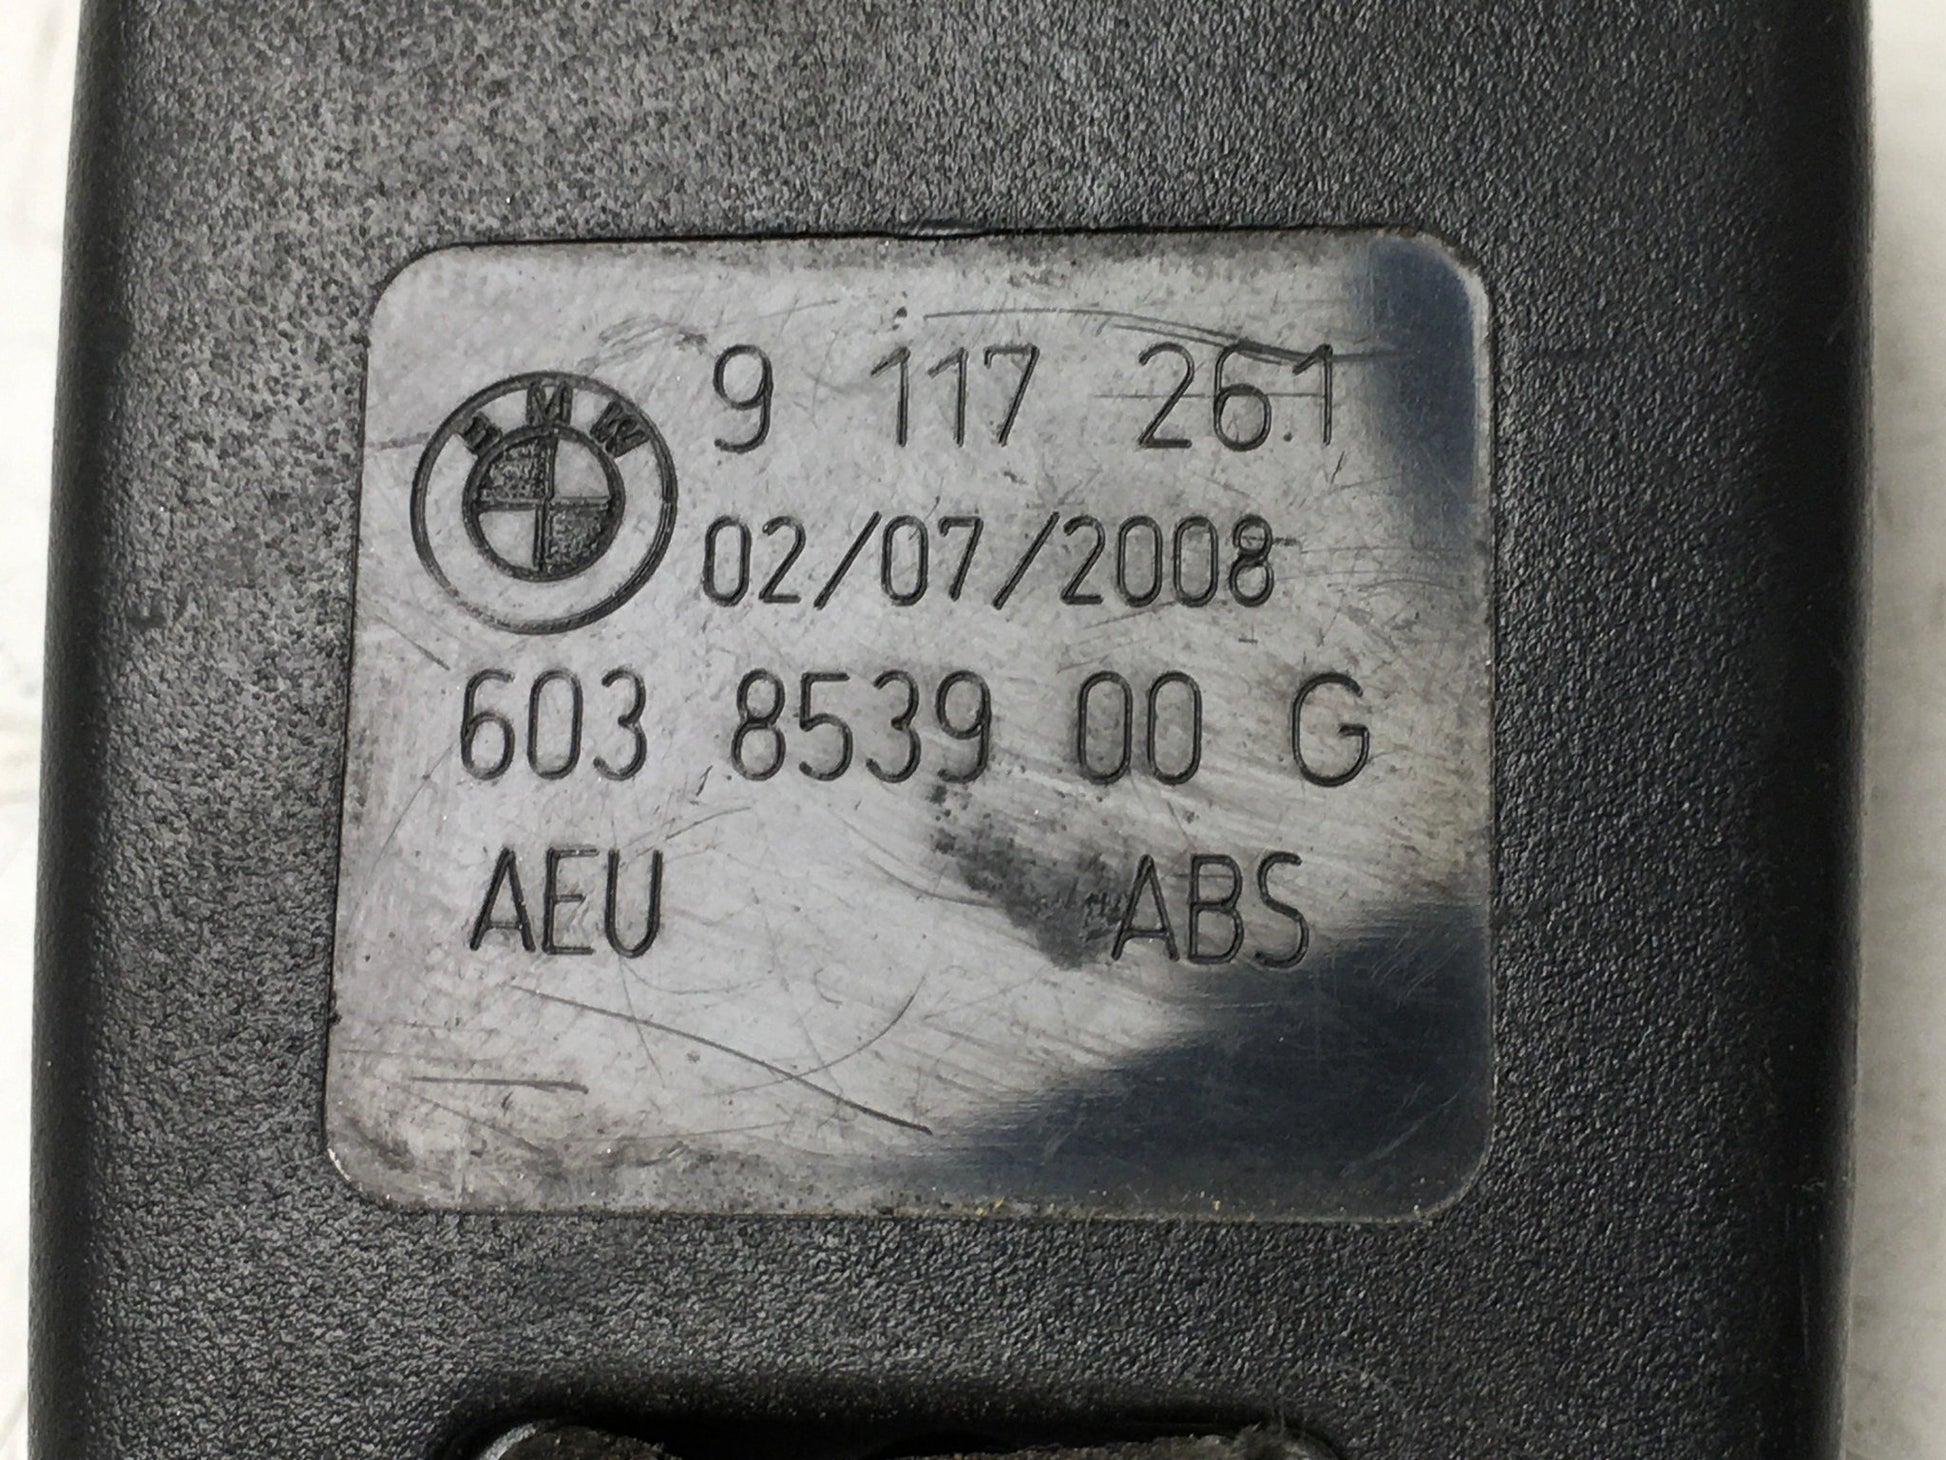 BMW 9 117 261
02/07/2008
603 8539 00 G
AEU ABS